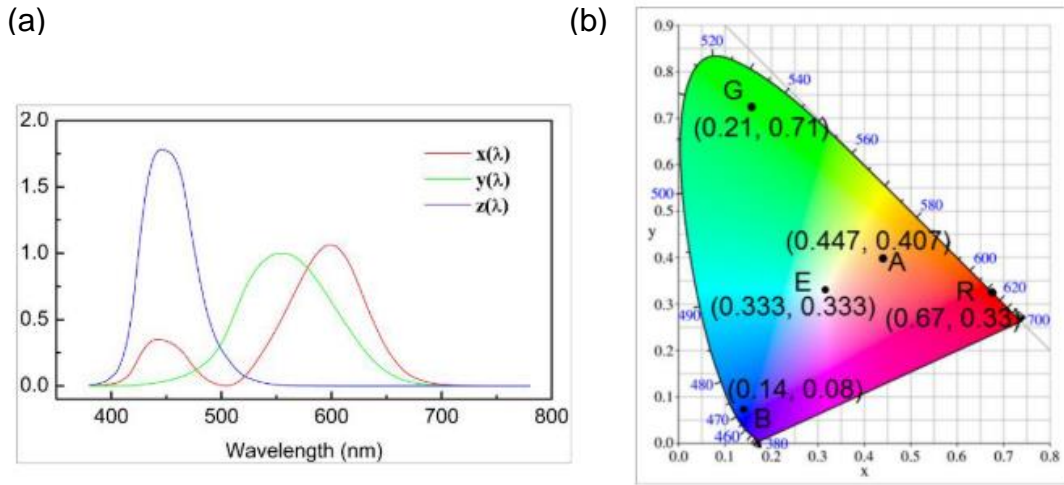 (a)
2.0
1.5
1.0
0.5
0.0
400 500 600 700 800
Wavelength (nm)
x(λ)
y(λ)
z(λ)
(b)
0.9
0.8
0.7
0.6
0.5
y
0.4
0.3
0.2
0.1
0.0
0.0 0.1 0.2 0.3 0.4 0.5 0.6 0.7 0.8
x
520
540
560
580
600
620
700
500
490
480
470
460
380
G
(0.21, 0.71)
(0.447, 0.407)
A
E
(0.333, 0.333)
R
(0.67, 0.33)
(0.14, 0.08)
B